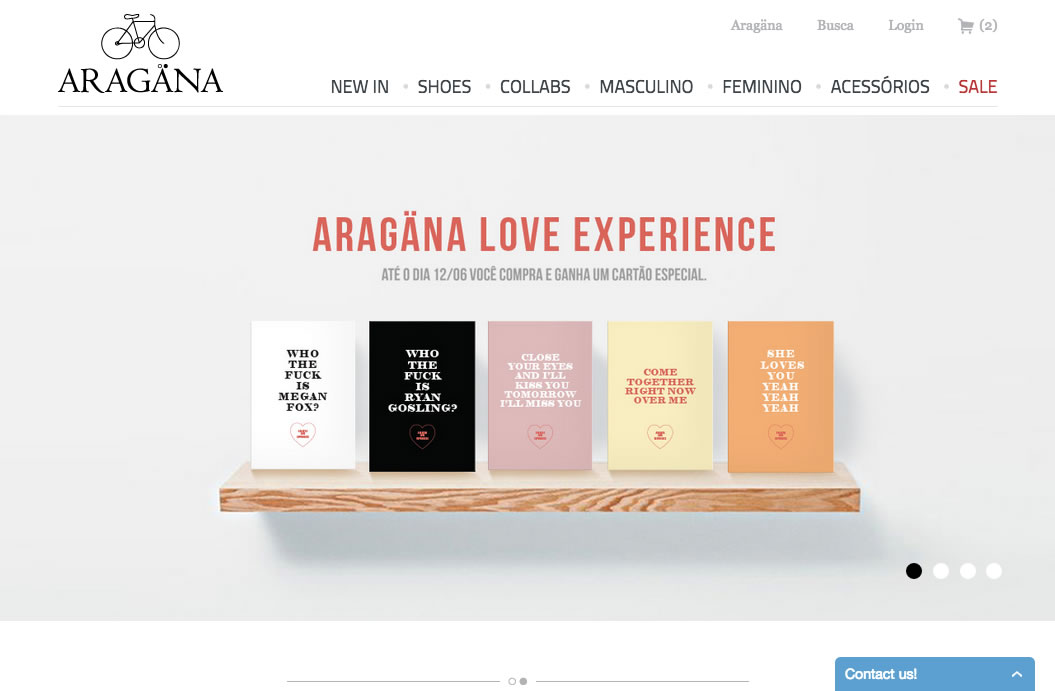 Aragäna
Busca
Login
(2)
ARAGÄNA
NEW IN
SHOES
COLLABS
MASCULINO
FEMININO
ACESSÓRIOS
SALE
ARAGÄNA LOVE EXPERIENCE
ATÉ O DIA 12/06 VOCÊ COMPRA E GANHA UM CARTÃO ESPECIAL.
WHO
THE
FUCK
IS
MEGAN
FOX?
WHO
THE
FUCK
IS
RYAN
GOSLING?
CLOSE
YOUR EYES
AND I'LL
KISS YOU
TOMORROW
I'LL MISS YOU
COME
TOGETHER
RIGHT NOW
OVER ME
SHE
LOVES
YOU
YEAH
YEAH
YEAH
Contact us!